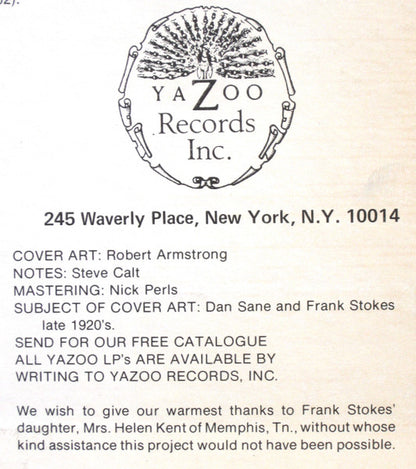 02).
YAZOO
Records
Inc.
245 Waverly Place, New York, N.Y. 10014
COVER ART: Robert Armstrong
NOTES: Steve Calt
MASTERING: Nick Perls
SUBJECT OF COVER ART: Dan Sane and Frank Stokes
late 1920's.
SEND FOR OUR FREE CATALOGUE
ALL YAZOO LP's ARE AVAILABLE BY
WRITING TO YAZOO RECORDS, INC.
We wish to give our warmest thanks to Frank Stokes'
daughter, Mrs. Helen Kent of Memphis, Tn., without whose
kind assistance this project would not have been possible.